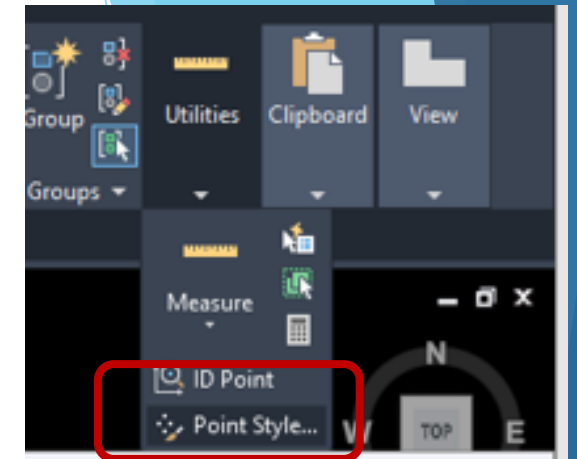 Group
Utilities
Clipboard
View
Groups
Measure
ID Point
Point Style...
N
W
TOP
E